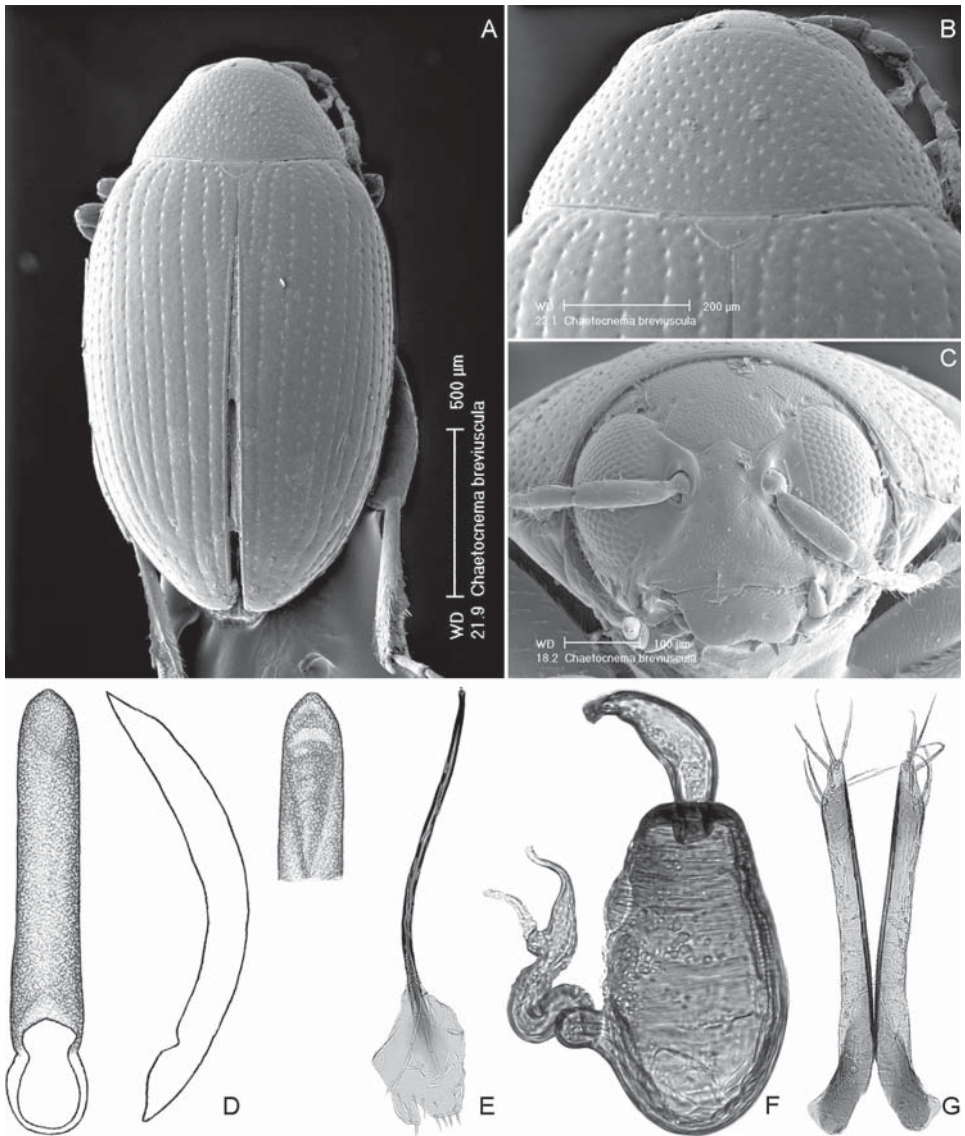 A
500 µm
WD
21.9 Chaetocnema breviuscula
B
WD 200 µm
22.1 Chaetocnema breviuscula
C
WD 100 µm
18.2 Chaetocnema breviuscula
D
E
F
G